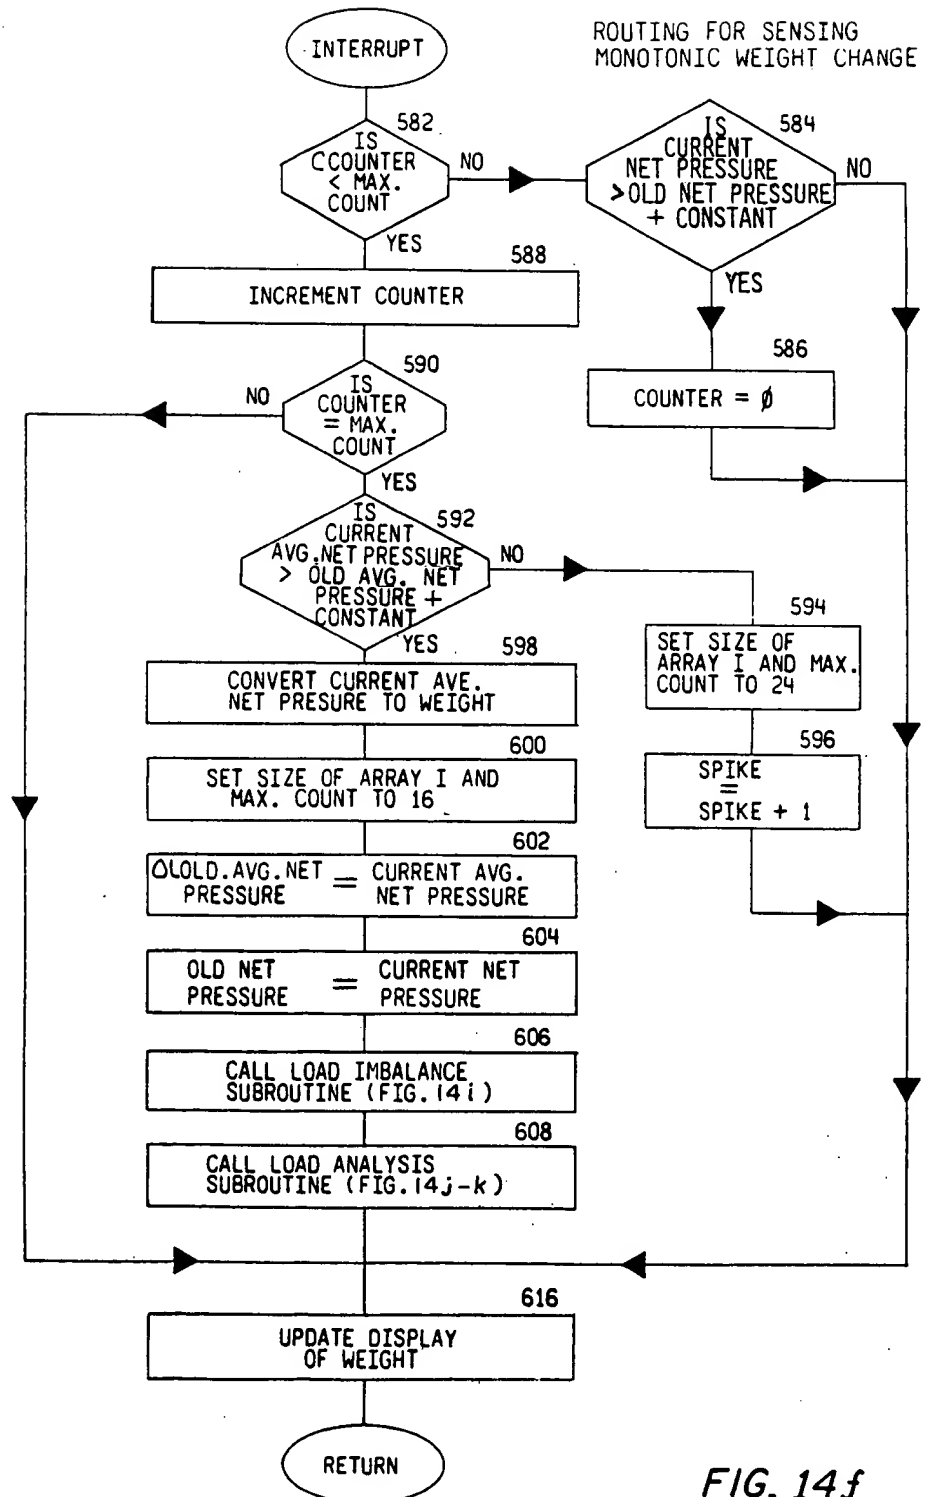 ROUTING FOR SENSING
MONOTONIC WEIGHT CHANGE
INTERRUPT
582
IS
CCOUNTER
< MAX.
COUNT
NO
YES
584
IS
CURRENT
NET PRESSURE
>OLD NET PRESSURE
+ CONSTANT
NO
YES
586
COUNTER = ∅
588
INCREMENT COUNTER
590
IS
COUNTER
= MAX.
COUNT
NO
YES
592
IS
CURRENT
AVG.NET PRESSURE
> OLD AVG. NET
PRESSURE +
CONSTANT
NO
YES
594
SET SIZE OF
ARRAY I AND MAX.
COUNT TO 24
596
SPIKE
=
SPIKE + 1
598
CONVERT CURRENT AVE.
NET PRESURE TO WEIGHT
600
SET SIZE OF ARRAY I AND
MAX. COUNT TO 16
602
OLOLD.AVG.NET = CURRENT AVG.
PRESSURE NET PRESSURE
604
OLD NET = CURRENT NET
PRESSURE PRESSURE
606
CALL LOAD IMBALANCE
SUBROUTINE (FIG.14i)
608
CALL LOAD ANALYSIS
SUBROUTINE (FIG.14j-k)
616
UPDATE DISPLAY
OF WEIGHT
RETURN
FIG. 14f